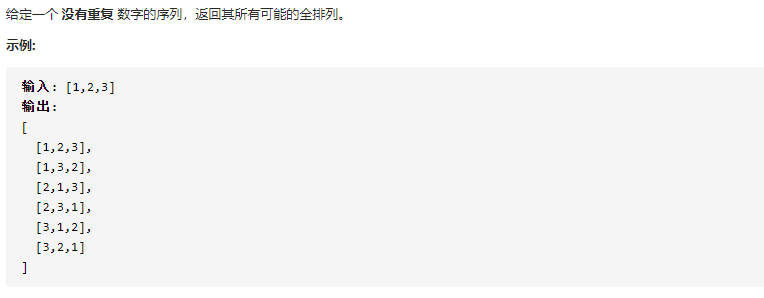 给定一个 没有重复 数字的序列，返回其所有可能的全排列。
示例:
输入: [1,2,3]
输出:
[
  [1,2,3],
  [1,3,2],
  [2,1,3],
  [2,3,1],
  [3,1,2],
  [3,2,1]
]